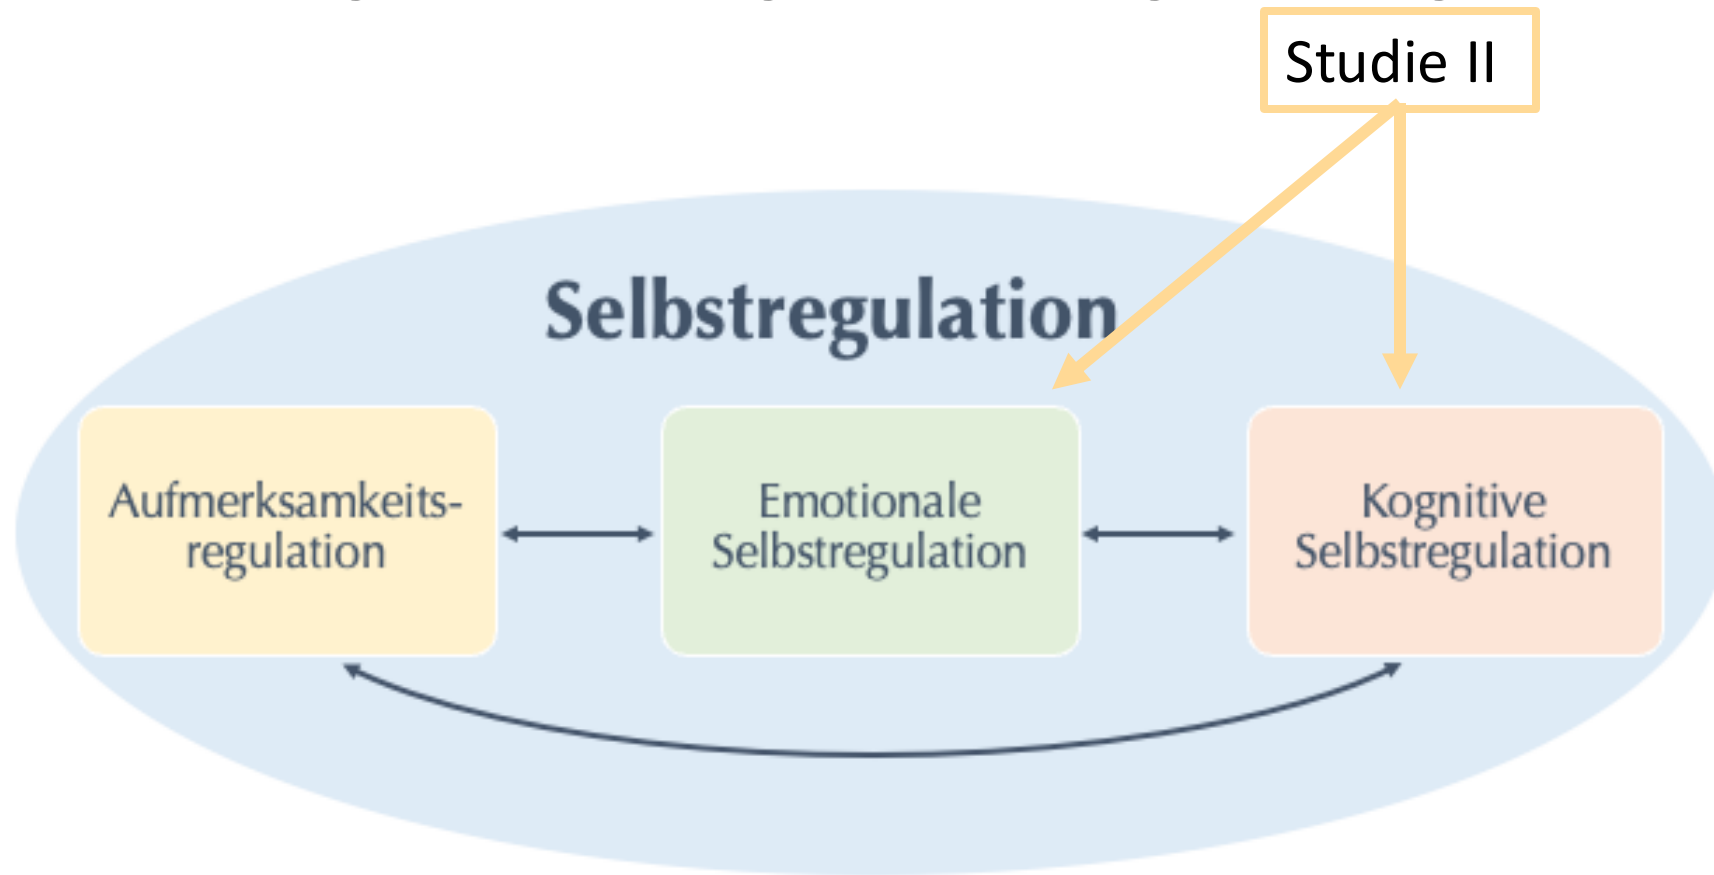 Studie II
Selbstregulation
Aufmerksamkeits-
regulation
Emotionale
Selbstregulation
Kognitive
Selbstregulation